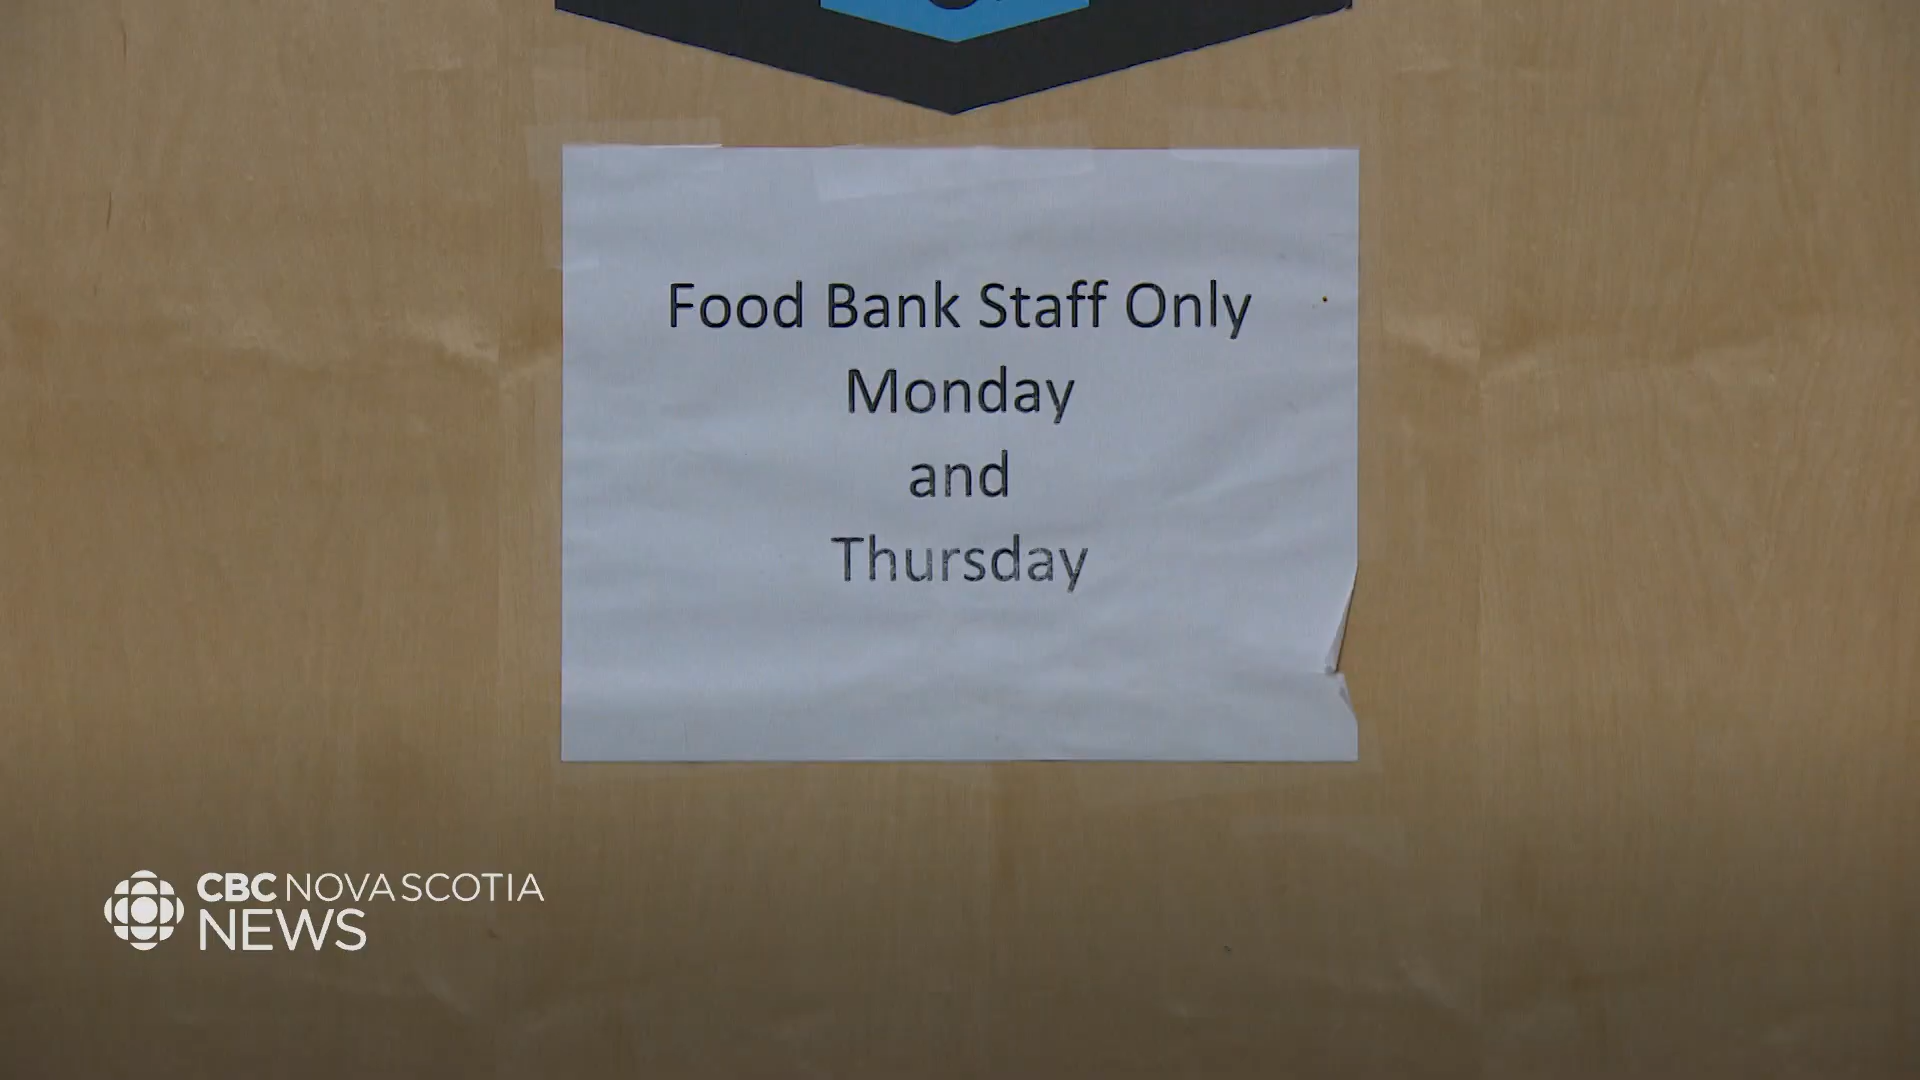 Food Bank Staff Only
Monday
and
Thursday
CBC NOVA SCOTIA
NEWS